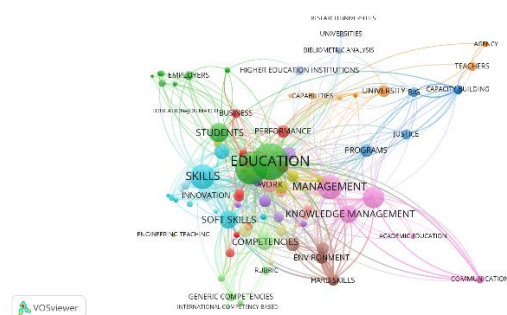 RESEARCH UNIVERSITIES
UNIVERSITIES
AGENCY
BIBLIOMETRIC ANALYSIS
TEACHERS
EMPLOYERS
HIGHER EDUCATION INSTITUTIONS
CAPABILITIES
UNIVERSITY
CAPACITY BUILDING
BUSINESS
STUDENTS
PERFORMANCE
JUSTICE
PROGRAMS
EDUCATION
SKILLS
WORK
MANAGEMENT
INNOVATION
SOFT SKILLS
KNOWLEDGE MANAGEMENT
ENGINEERING TEACHING
COMPETENCIES
ACADEMIC EDUCATION
ENVIRONMENT
RUBRIC
HARD SKILLS
COMMUNICATION
GENERIC COMPETENCIES
INTERNATIONAL COMPETENCY-BASED
VOSviewer